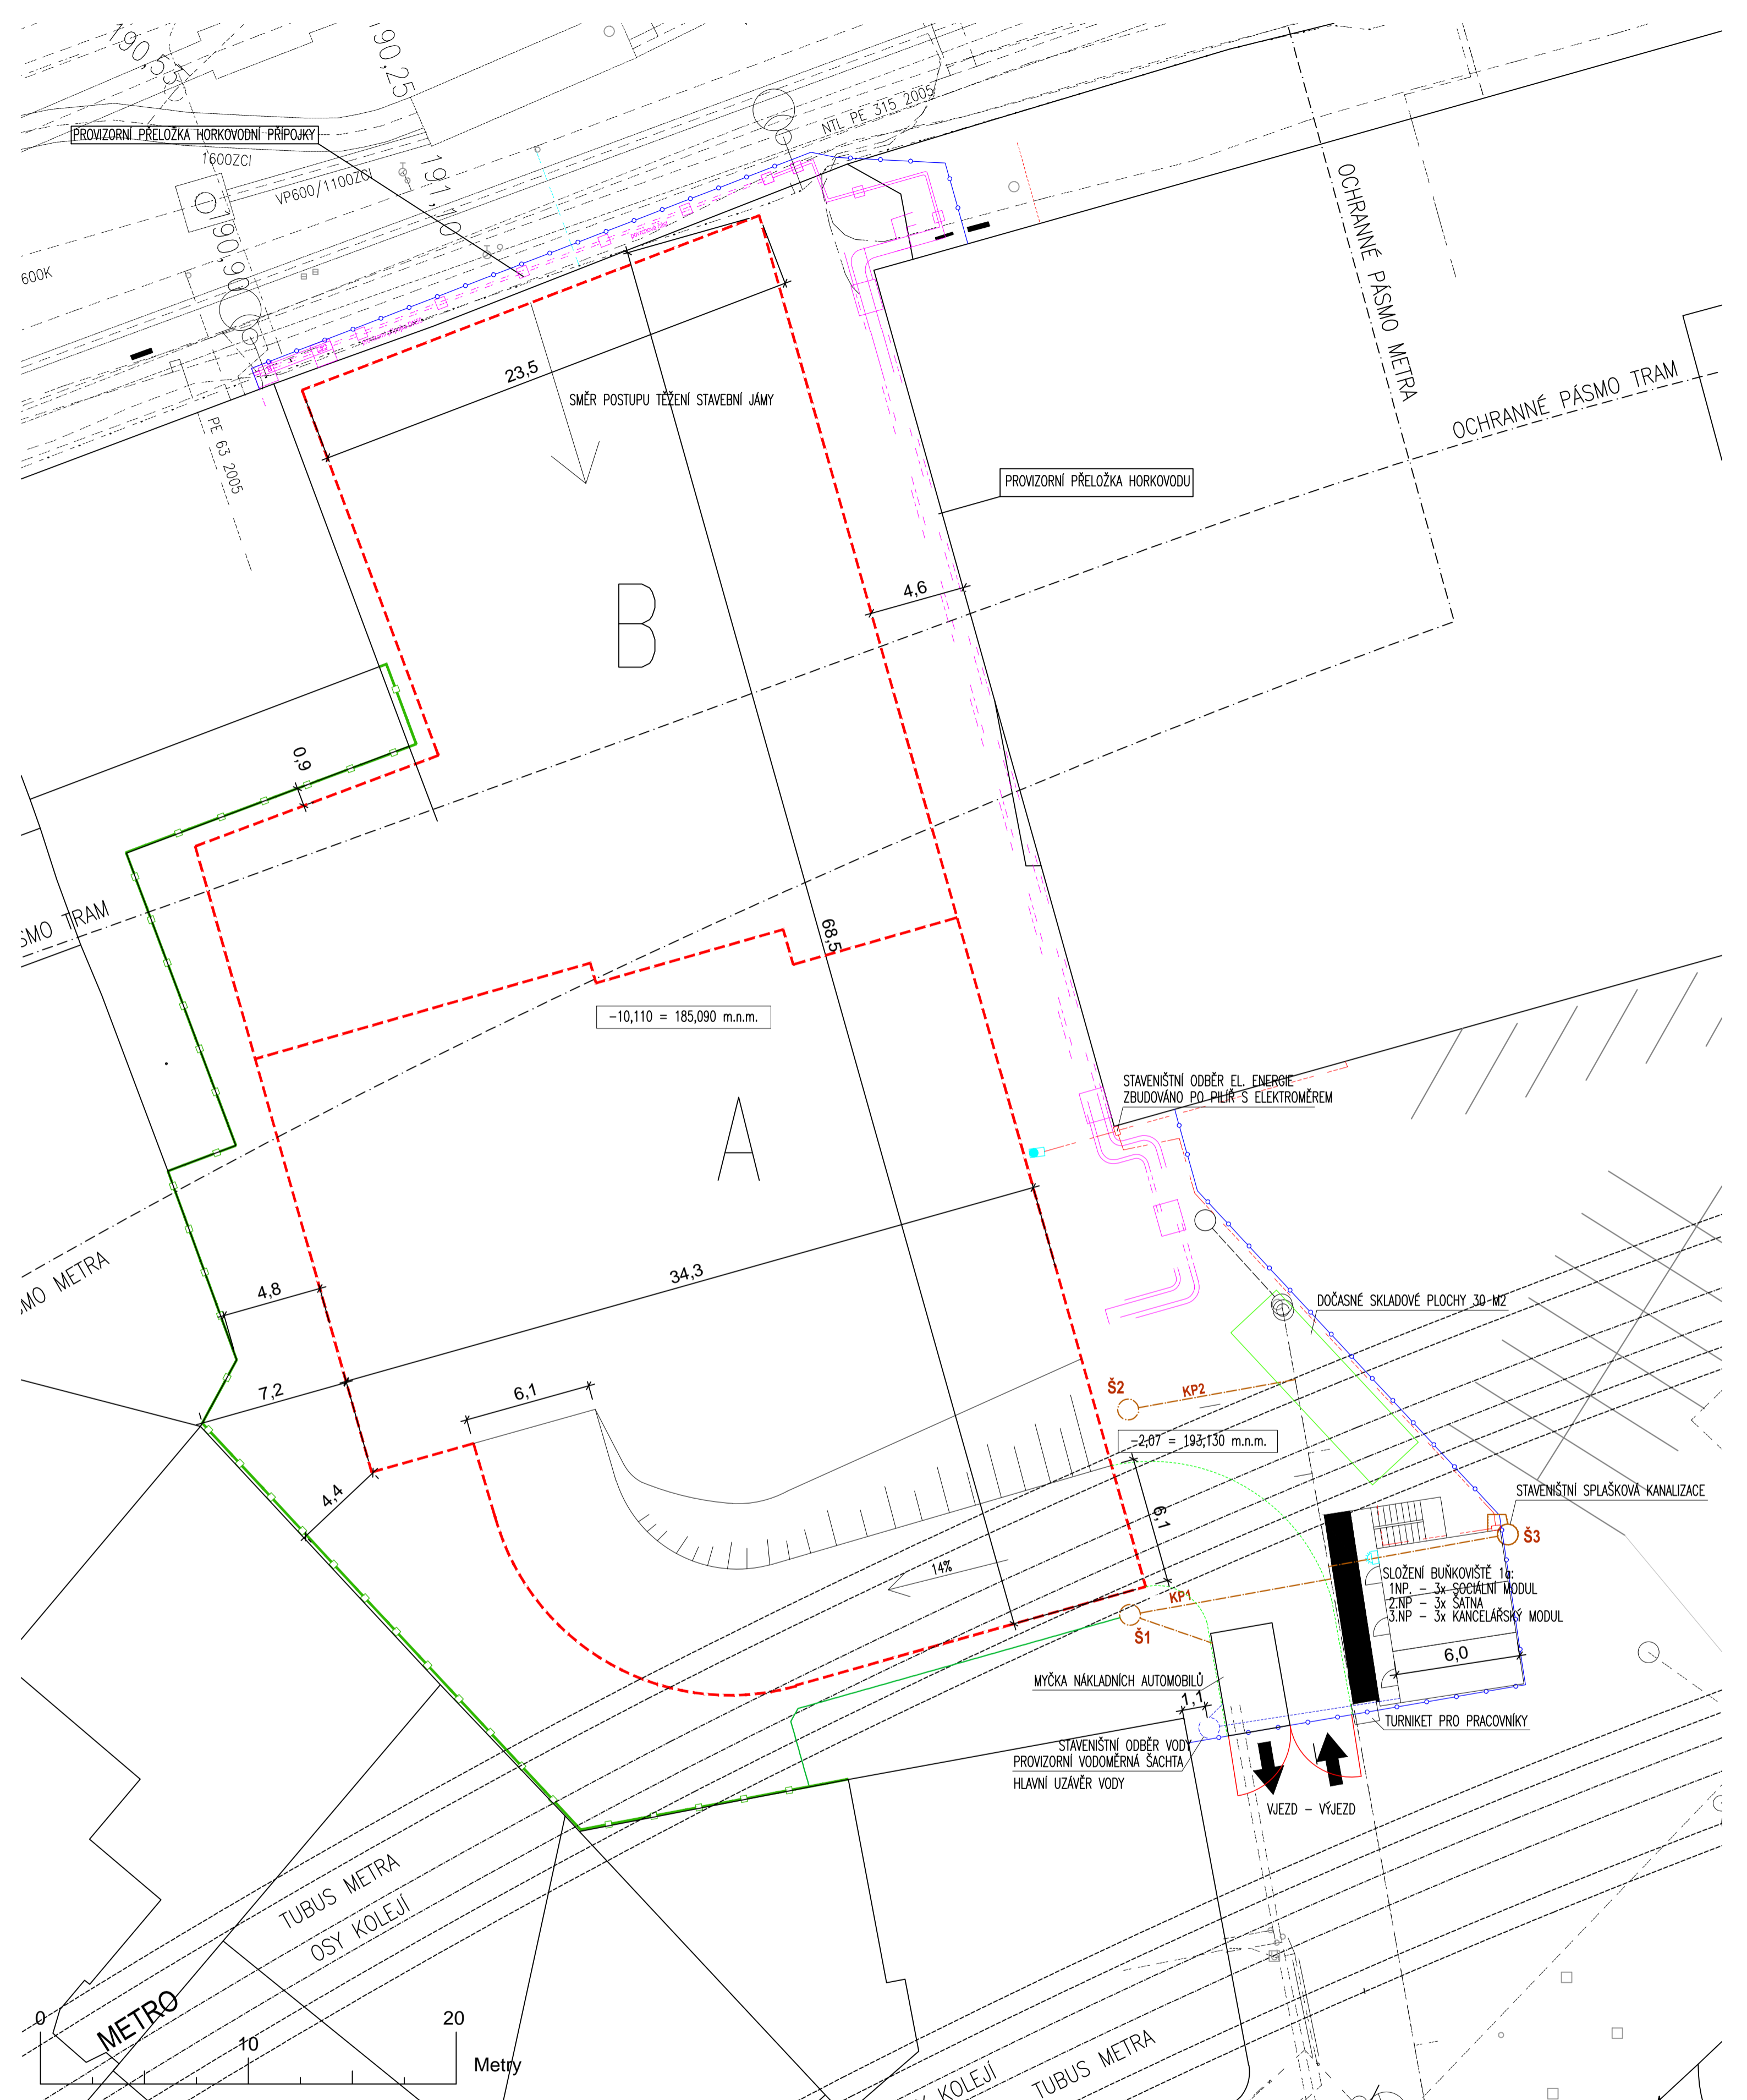 190,55
90,25
PROVIZORNÍ PŘELOŽKA HORKOVODNÍ PŘÍPOJKY
NTL PE 315 2005
1600ZCI
VP600/1100ZCI
191,10
190,90
600K
PE 63 2005
23,5
SMĚR POSTUPU TĚŽENÍ STAVEBNÍ JÁMY
OCHRANNÉ PÁSMO METRA
OCHRANNÉ PÁSMO TRAM
PROVIZORNÍ PŘELOŽKA HORKOVODU
B
4,6
0,9
SMO TRAM
68,5
-10,110 = 185,090 m.n.m.
A
STAVENIŠTNÍ ODBĚR EL. ENERGIE
ZBUDOVÁNO PO PILÍŘ S ELEKTROMĚREM
SMO METRA
4,8
34,3
DOČASNÉ SKLADOVÉ PLOCHY 30 M2
7,2
6,1
Š2
KP2
-2,07 = 193,130 m.n.m.
4,4
6,1
STAVENIŠTNÍ SPLAŠKOVÁ KANALIZACE
Š3
14%
SLOŽENÍ BUŇKOVIŠTĚ 1a:
1NP. - 3x SOCIÁLNÍ MODUL
2.NP - 3x ŠATNA
3.NP - 3x KANCELÁŘSKÝ MODUL
KP1
Š1
6,0
MYČKA NÁKLADNÍCH AUTOMOBILŮ
1,1
TURNIKET PRO PRACOVNÍKY
STAVENIŠTNÍ ODBĚR VODY
PROVIZORNÍ VODOMĚRNÁ ŠACHTA
HLAVNÍ UZÁVĚR VODY
VJEZD - VÝJEZD
TUBUS METRA
OSY KOLEJÍ
METRO
0
10
20
Metry
KOLEJÍ
TUBUS METRA